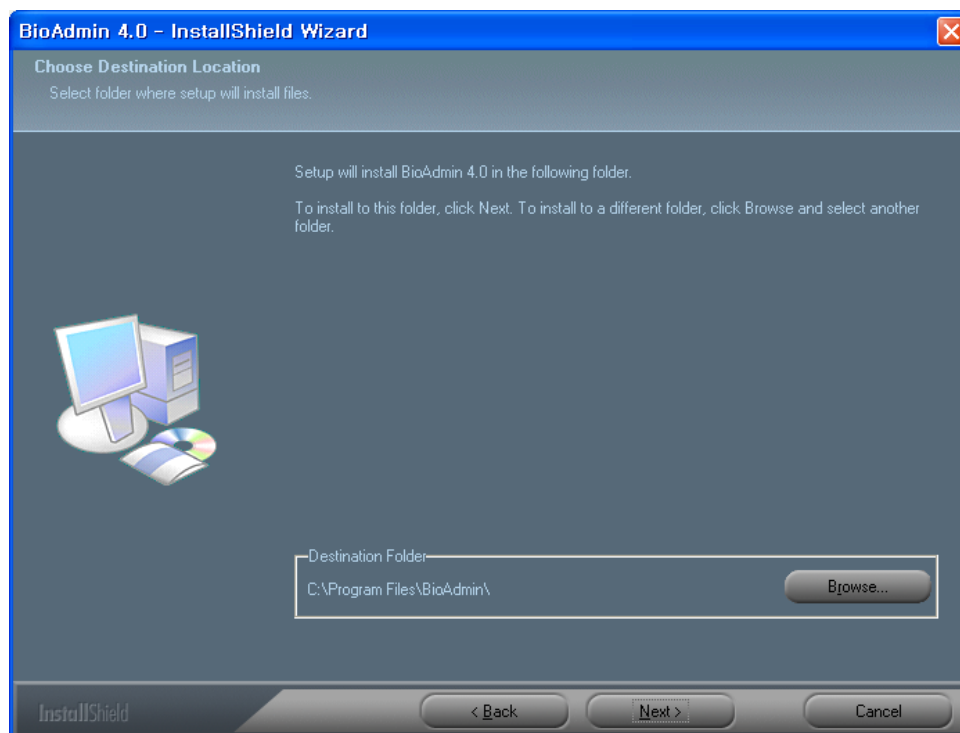 BioAdmin 4.0 - InstallShield Wizard
Choose Destination Location
Select folder where setup will install files.
Setup will install BioAdmin 4.0 in the following folder.
To install to this folder, click Next. To install to a different folder, click Browse and select another
folder.
Destination Folder
C:\Program Files\BioAdmin\
Browse...
InstallShield
< Back
Next >
Cancel